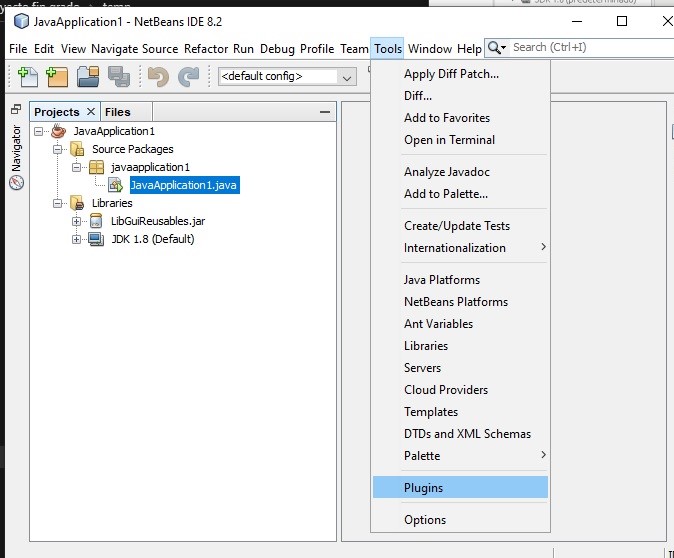 JavaApplication1 - NetBeans IDE 8.2
File Edit View Navigate Source Refactor Run Debug Profile Team Tools Window Help Search (Ctrl+I)
<default config>
Projects Files
Navigator
JavaApplication1
Source Packages
javaapplication1
JavaApplication1.java
Libraries
LibGuiReusables.jar
JDK 1.8 (Default)
Apply Diff Patch...
Diff...
Add to Favorites
Open in Terminal
Analyze Javadoc
Add to Palette...
Create/Update Tests
Internationalization
Java Platforms
NetBeans Platforms
Ant Variables
Libraries
Servers
Cloud Providers
Templates
DTDs and XML Schemas
Palette
Plugins
Options